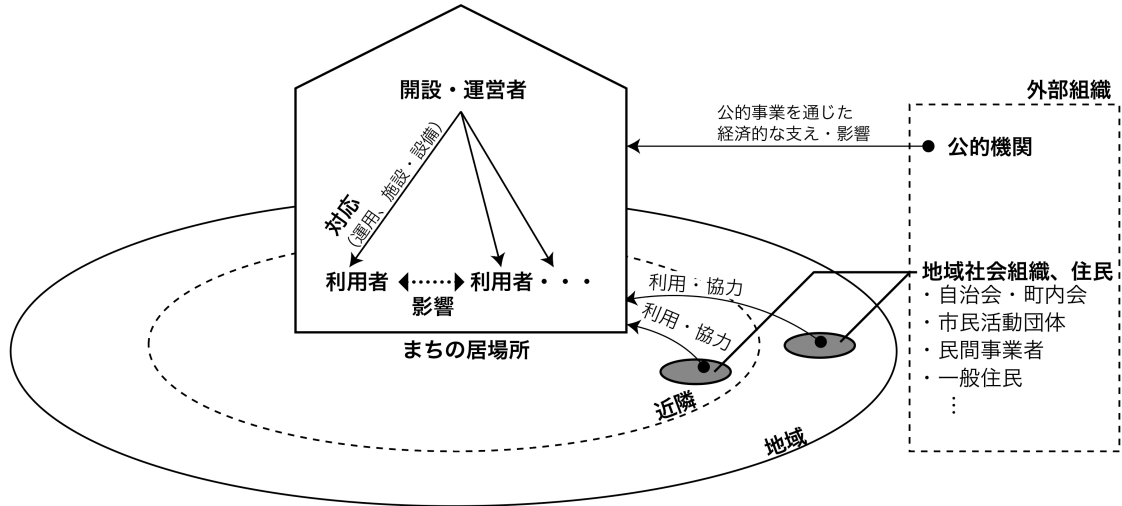 開設・運営者
対応
（運用、施設・設備）
利用者
利用者・・・
影響
まちの居場所
公的事業を通じた
経済的な支え・影響
外部組織
公的機関
地域社会組織、住民
・自治会・町内会
・市民活動団体
・民間事業者
・一般住民
⋮
利用・協力
利用・協力
近隣
地域